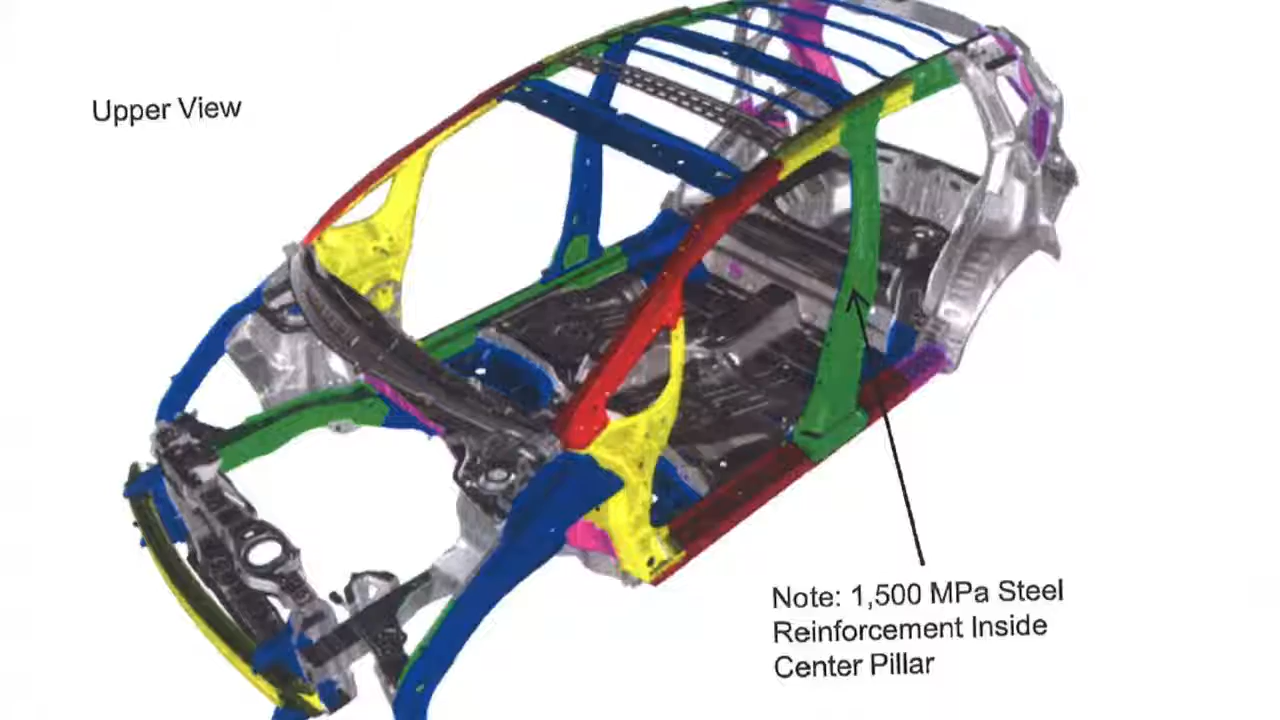 Upper View
Note: 1,500 MPa Steel
Reinforcement Inside
Center Pillar